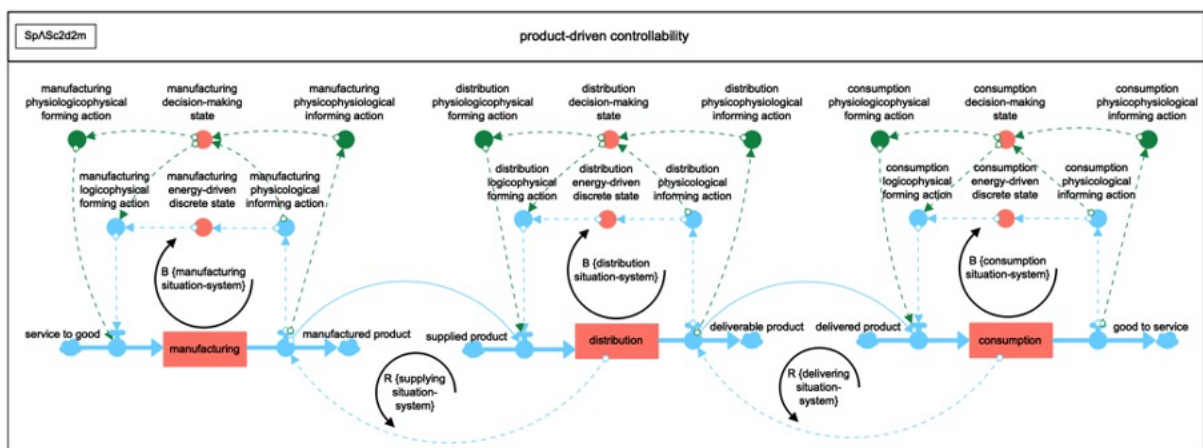 SpΛSc2d2m
product-driven controllability
manufacturing
physiologophysical
forming action
manufacturing
decision-making
state
manufacturing
physicophysiological
informing action
distribution
physiologophysical
forming action
distribution
decision-making
state
distribution
physicophysiological
informing action
consumption
physiologophysical
forming action
consumption
decision-making
state
consumption
physicophysiological
informing action
manufacturing
logicophysical
forming action
manufacturing
energy-driven
discrete state
manufacturing
physicological
informing action
distribution
logicophysical
forming action
distribution
energy-driven
discrete state
distribution
physicological
informing action
consumption
logicophysical
forming action
consumption
energy-driven
discrete state
consumption
physicological
informing action
B {manufacturing
situation-system}
B {distribution
situation-system}
B {consumption
situation-system}
service to good
manufacturing
manufactured product
supplied product
distribution
deliverable product
delivered product
consumption
good to service
R {supplying
situation-
system}
R {delivering
situation-
system}